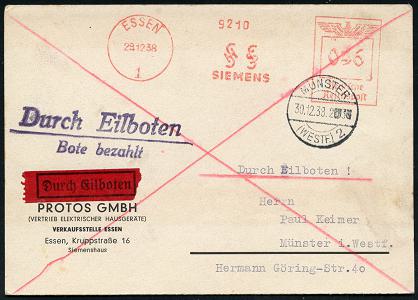 ESSEN
29.12.38
1
9210
SIEMENS
056
MÜNSTER
30.12.38.2
(WESTF.) 2
Durch Eilboten
Bote bezahlt
Durch Eilboten
Durch Eilboten !
PROTOS GMBH
(VERTRIEB ELEKTRISCHER HAUSGERÄTE)
VERKAUFSSTELLE ESSEN
Essen, Kruppstraße 16
Siemenshaus
Herrn
Paul Keimer
Münster i.Westf.
Hermann Göring-Str.40